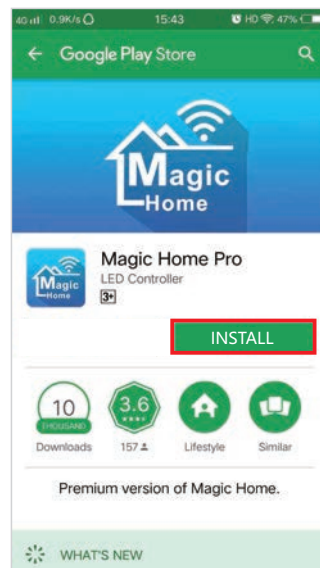 4G 0.9K/s 15:43 HD 47%
Google Play Store
Magic
Home
Magic Home Pro
Magic
Home
LED Controller
3+
INSTALL
10
THOUSAND
3.6
Downloads 157 Lifestyle Similar
Premium version of Magic Home.
WHAT'S NEW